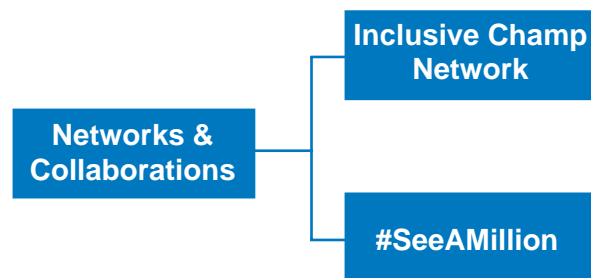 Inclusive Champ
Network
Networks &
Collaborations
#SeeAMillion